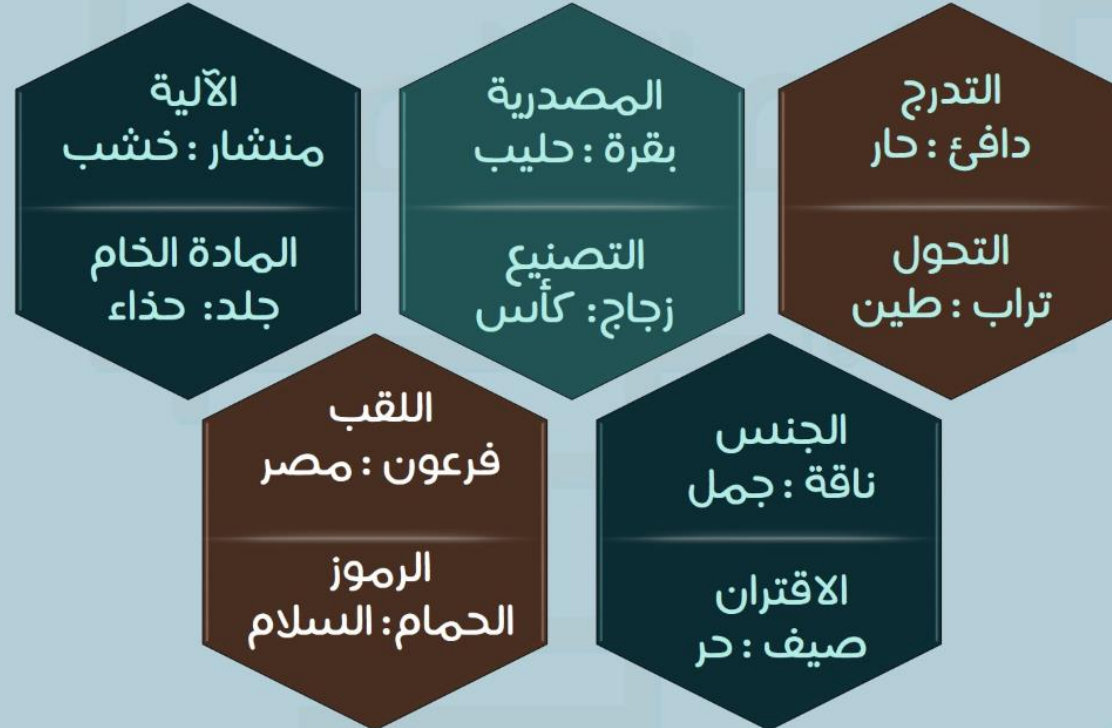 التدرج
دافئ : حار
التحول
تراب : طين
المصدرية
بقرة : حليب
التصنيع
زجاج: كأس
الآلية
منشار : خشب
المادة الخام
جلد: حذاء
الجنس
ناقة : جمل
الاقتران
صيف : حر
اللقب
فرعون : مصر
الرموز
الحمام: السلام